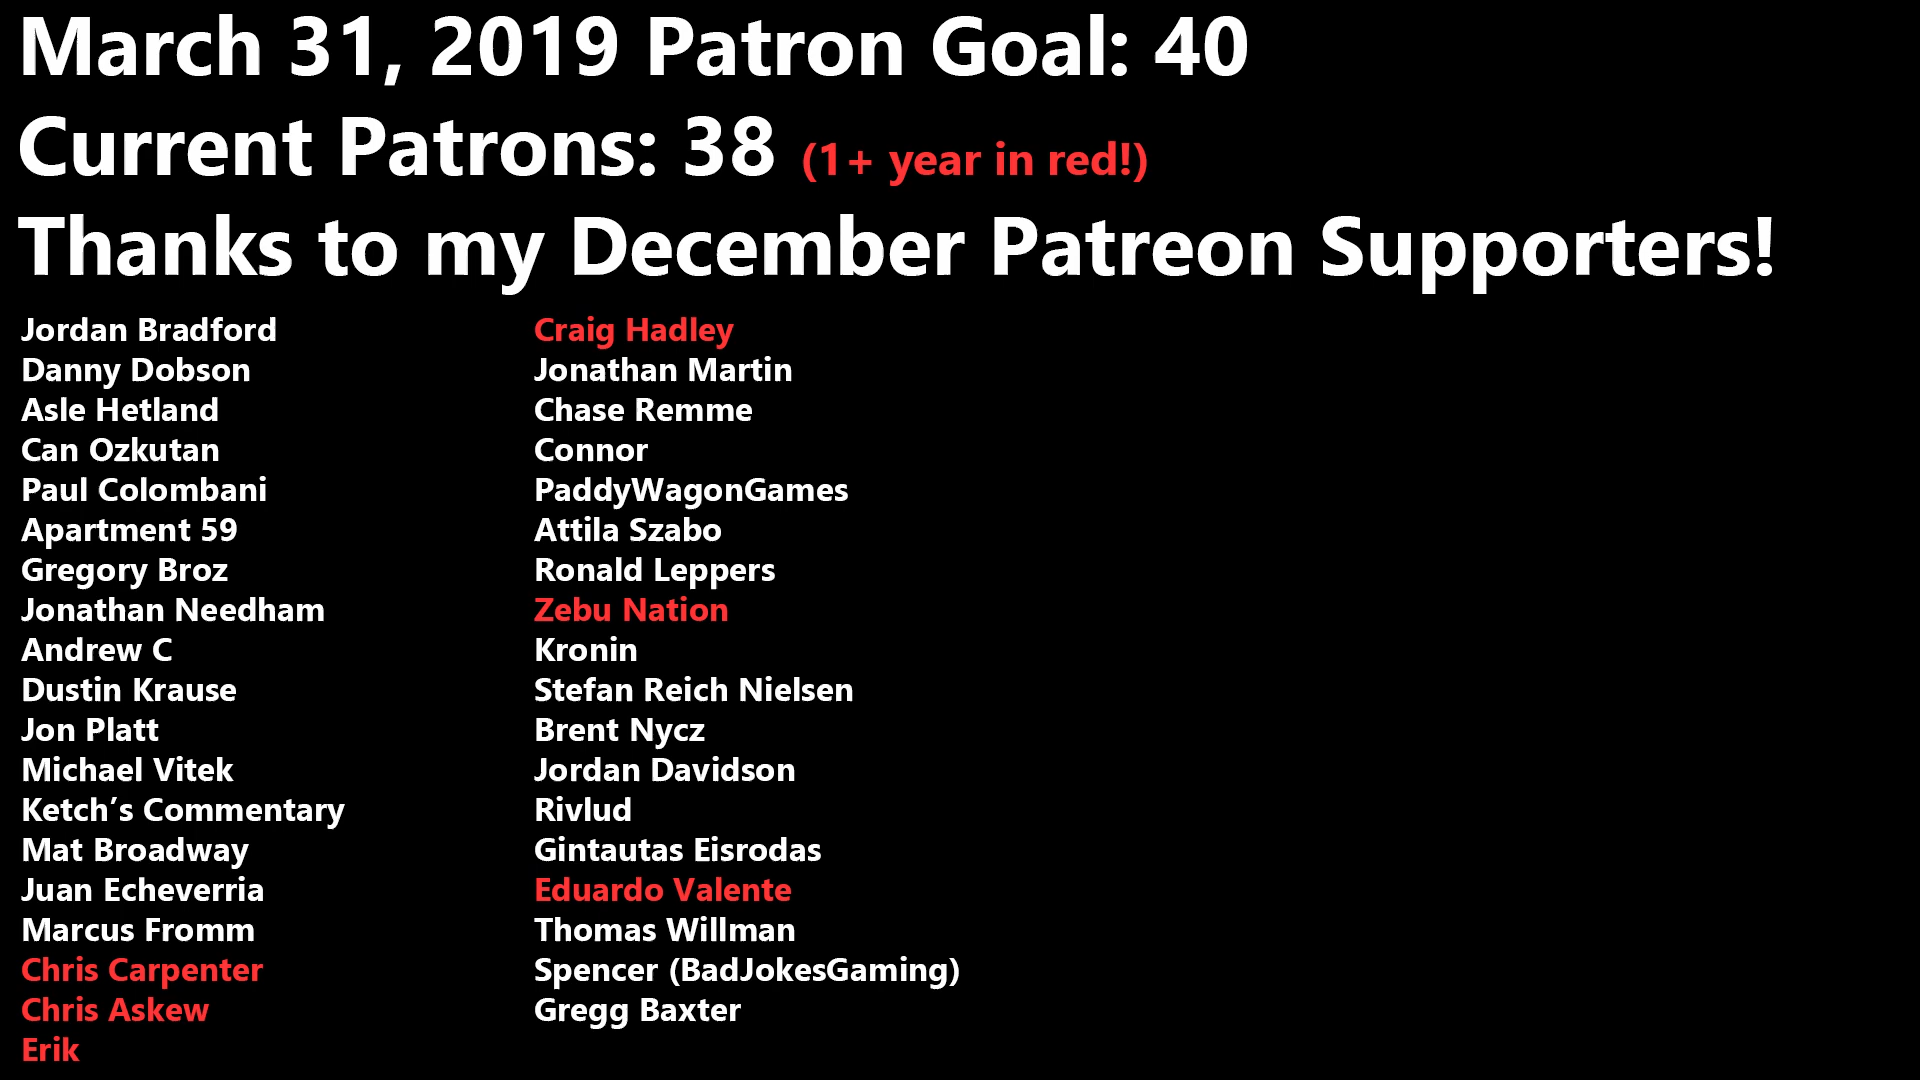 March 31, 2019 Patron Goal: 40
Current Patrons: 38 (1+ year in red!)
Thanks to my December Patreon Supporters!
Jordan Bradford
Danny Dobson
Asle Hetland
Can Ozkutan
Paul Colombani
Apartment 59
Gregory Broz
Jonathan Needham
Andrew C
Dustin Krause
Jon Platt
Michael Vitek
Ketch’s Commentary
Mat Broadway
Juan Echeverria
Marcus Fromm
Chris Carpenter
Chris Askew
Erik
Craig Hadley
Jonathan Martin
Chase Remme
Connor
PaddyWagonGames
Attila Szabo
Ronald Leppers
Zebu Nation
Kronin
Stefan Reich Nielsen
Brent Nycz
Jordan Davidson
Rivlud
Gintautas Eisrodas
Eduardo Valente
Thomas Willman
Spencer (BadJokesGaming)
Gregg Baxter